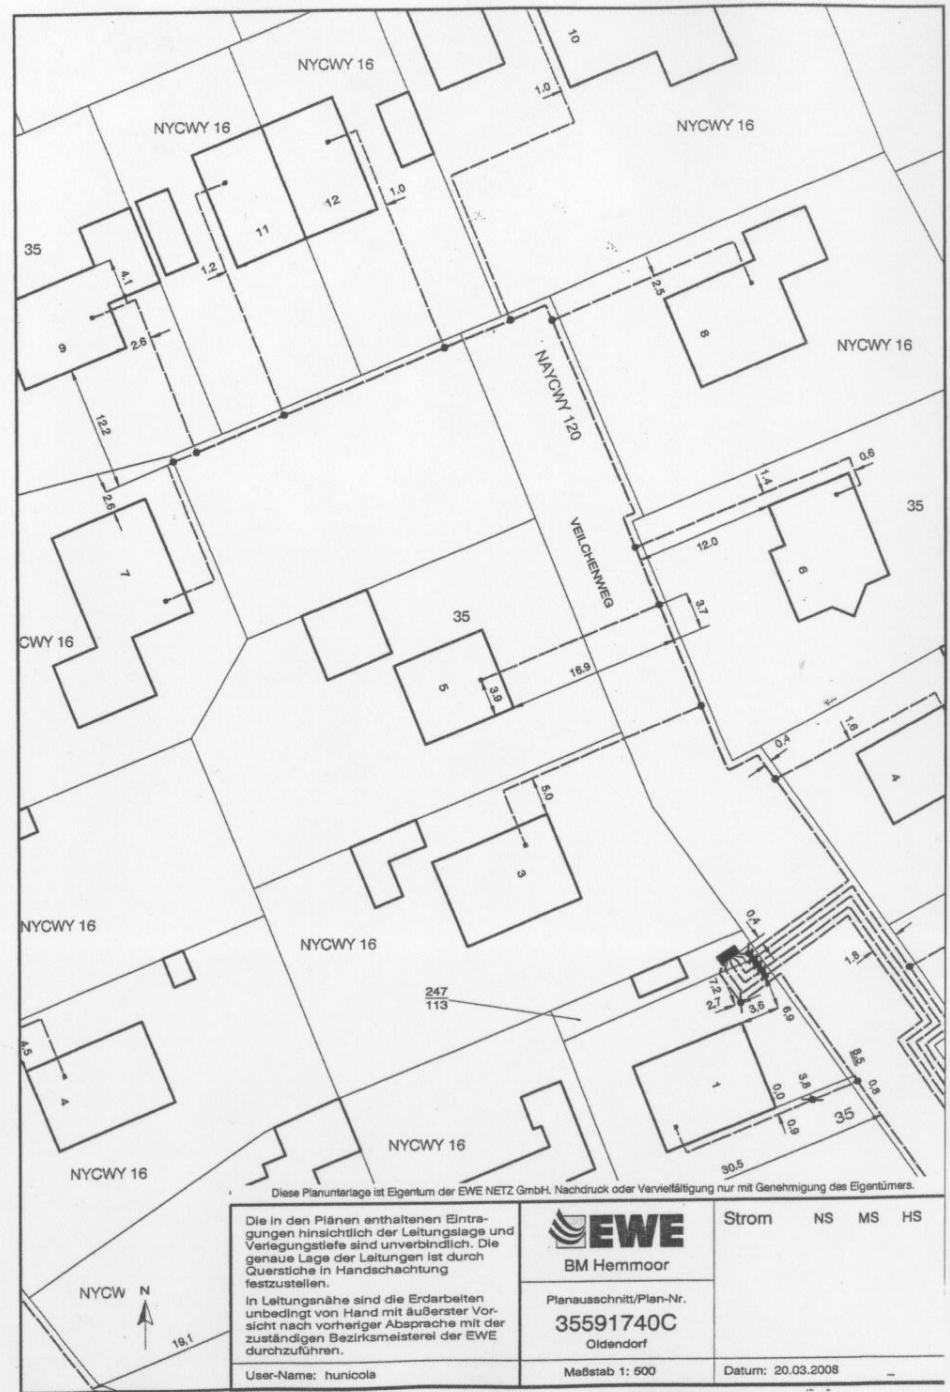 10
NYCWY 16
1.0
NYCWY 16
NYCWY 16
12
1.0
11
35
4.1
1.2
2.5
8
9
2.6
NYCWY 16
NAYCWY 120
12.2
0.6
1.4
2.6
35
12.0
VEILCHENWEG
7
6
3.7
35
CWY 16
16.9
5
3.9
0.4
1.6
4
5.0
3
0.4
NYCWY 16
NYCWY 16
1.8
7.2
247
113
2.7
3.6
6.9
4.5
8.5
3.8
1
0.8
0.0
4
35
0.9
NYCWY 16
NYCWY 16
30.5
Diese Planunterlage ist Eigentum der EWE NETZ GmbH. Nachdruck oder Vervielfältigung nur mit Genehmigung des Eigentümers.
Die in den Plänen enthaltenen Eintra-
gungen hinsichtlich der Leitungslage und
Verlegungstiefe sind unverbindlich. Die
genaue Lage der Leitungen ist durch
Querstiche in Handschachtung
festzustellen.
In Leitungsnähe sind die Erdarbeiten
unbedingt von Hand mit äußerster Vor-
sicht nach vorheriger Absprache mit der
zuständigen Bezirksmeisterei der EWE
durchzuführen.
User-Name: hunicola
EWE
BM Hemmoor
Planausschnitt/Plan-Nr.
35591740C
Oldendorf
Maßstab 1: 500
Strom NS MS HS
Datum: 20.03.2008
NYCW
N
19.1